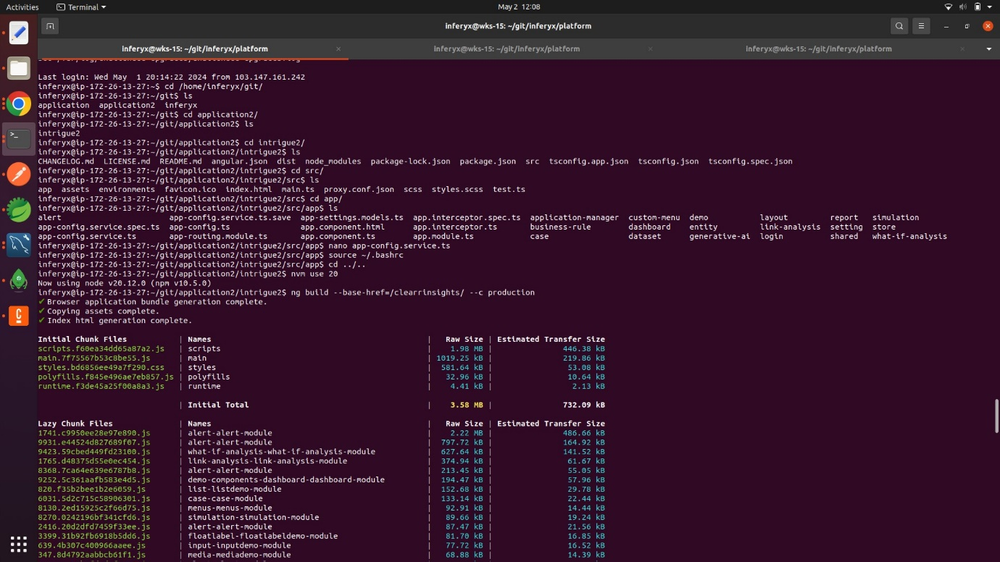 Activities Terminal May 2 12:08
inferyx@wks-15: ~/git/inferyx/platform
inferyx@wks-15: ~/git/inferyx/platform × inferyx@wks-15: ~/git/inferyx/platform × inferyx@wks-15: ~/git/inferyx/platform ×
Last login: Wed May  1 20:14:22 2024 from 103.147.161.242
inferyx@ip-172-26-13-27:~$ cd /home/inferyx/git/
inferyx@ip-172-26-13-27:~/git$ ls
application  application2  inferyx
inferyx@ip-172-26-13-27:~/git$ cd application2/
inferyx@ip-172-26-13-27:~/git/application2$ ls
intrigue2
inferyx@ip-172-26-13-27:~/git/application2$ cd intrigue2/
inferyx@ip-172-26-13-27:~/git/application2/intrigue2$ ls
CHANGELOG.md  LICENSE.md  README.md  angular.json  dist  node_modules  package-lock.json  package.json  src  tsconfig.app.json  tsconfig.json  tsconfig.spec.json
inferyx@ip-172-26-13-27:~/git/application2/intrigue2$ cd src/
inferyx@ip-172-26-13-27:~/git/application2/intrigue2/src$ ls
app  assets  environments  favicon.ico  index.html  main.ts  proxy.conf.json  scss  styles.scss  test.ts
inferyx@ip-172-26-13-27:~/git/application2/intrigue2/src$ cd app/
inferyx@ip-172-26-13-27:~/git/application2/intrigue2/src/app$ ls
alert  app-config.service.ts.save  app-settings.models.ts  app.interceptor.spec.ts  application-manager  custom-menu  demo  layout  report  simulation
app-config.service.spec.ts  app-config.ts  app.component.html  app.interceptor.ts  business-rule  dashboard  entity  link-analysis  setting  store
app-config.service.ts  app-routing.module.ts  app.component.ts  app.module.ts  case  dataset  generative-ai  login  shared  what-if-analysis
inferyx@ip-172-26-13-27:~/git/application2/intrigue2/src/app$ nano app-config.service.ts
inferyx@ip-172-26-13-27:~/git/application2/intrigue2/src/app$ source ~/.bashrc
inferyx@ip-172-26-13-27:~/git/application2/intrigue2/src/app$ cd ../..
inferyx@ip-172-26-13-27:~/git/application2/intrigue2$ nvm use 20
Now using node v20.12.0 (npm v10.5.0)
inferyx@ip-172-26-13-27:~/git/application2/intrigue2$ ng build --base-href=/clearrinsights/ --c production
✔ Browser application bundle generation complete.
✔ Copying assets complete.
✔ Index html generation complete.
Initial Chunk Files | Names | Raw Size | Estimated Transfer Size
scripts.f60ea34dd65a87a2.js | scripts | 1.98 MB | 446.38 kB
main.7f75567b53c8be55.js | main | 1019.25 kB | 219.86 kB
styles.bd6856ee49a7f290.css | styles | 581.64 kB | 53.08 kB
polyfills.f845e496ae7eb857.js | polyfills | 32.96 kB | 10.64 kB
runtime.f3de45a25f00a8a3.js | runtime | 4.41 kB | 2.13 kB
| Initial Total | 3.58 MB | 732.09 kB
Lazy Chunk Files | Names | Raw Size | Estimated Transfer Size
1741.c9950ee28e97e890.js | alert-alert-module | 2.22 MB | 486.66 kB
9931.e44524d827689f07.js | alert-alert-module | 797.72 kB | 164.92 kB
9423.59cbed449fd23100.js | what-if-analysis-what-if-analysis-module | 627.64 kB | 141.52 kB
1765.d48375d55e0ec454.js | link-analysis-link-analysis-module | 374.94 kB | 61.67 kB
8368.7ca64e639e6787b8.js | alert-alert-module | 213.45 kB | 55.05 kB
9252.5c361aafb583e4d5.js | demo-components-dashboard-dashboard-module | 194.47 kB | 57.96 kB
820.f35b2bee1b2e6059.js | list-listdemo-module | 152.68 kB | 29.78 kB
6031.5d2c715c58906301.js | case-case-module | 133.14 kB | 22.44 kB
8130.2ed15925c2f66d75.js | menus-menus-module | 92.91 kB | 14.44 kB
8270.0242196bf341cfd6.js | simulation-simulation-module | 89.66 kB | 19.24 kB
2416.20d2dfd7459f33ee.js | alert-alert-module | 87.47 kB | 21.56 kB
3399.31b92fb6918b5dd6.js | floatlabel-floatlabeldemo-module | 81.70 kB | 16.85 kB
639.4b307c400966aaee.js | input-inputdemo-module | 77.72 kB | 16.52 kB
347.8d4792aabbcb61f1.js | media-mediademo-module | 68.88 kB | 14.39 kB